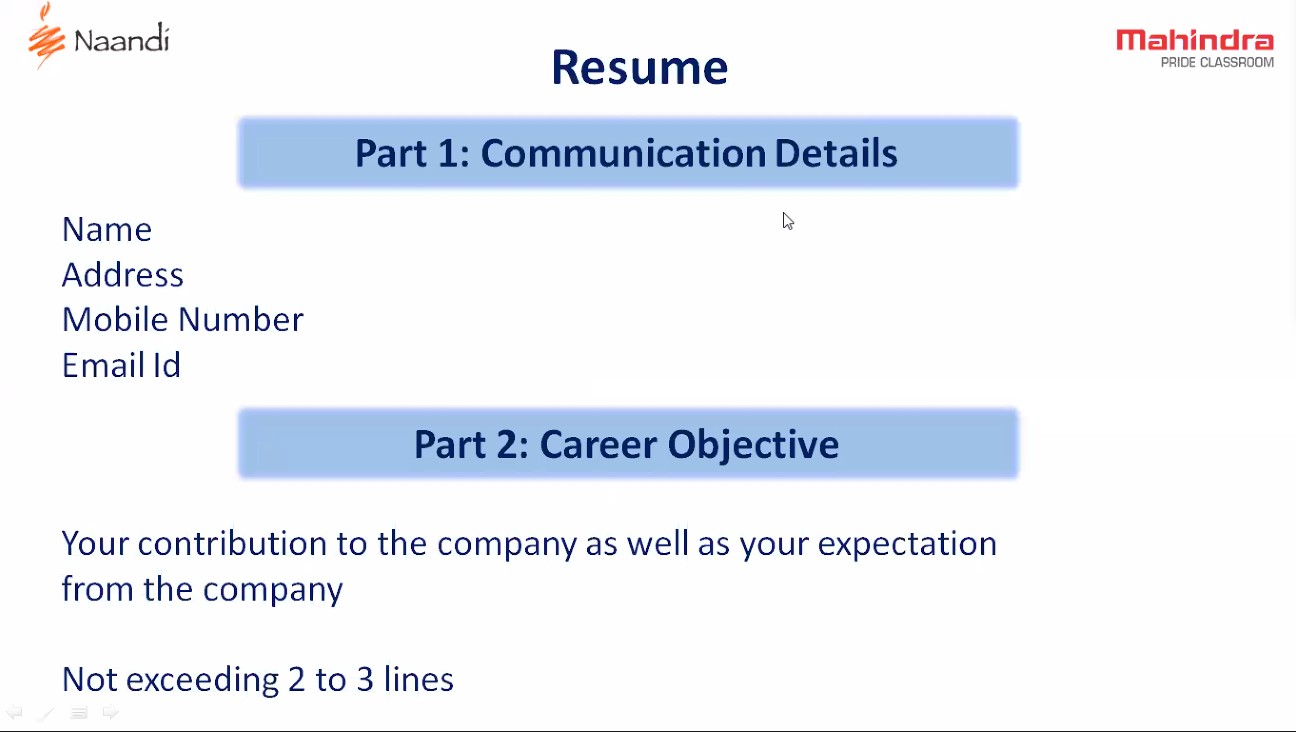 Naandi
Mahindra
PRIDE CLASSROOM
Resume
Part 1: Communication Details
Name
Address
Mobile Number
Email Id
Part 2: Career Objective
Your contribution to the company as well as your expectation
from the company
Not exceeding 2 to 3 lines